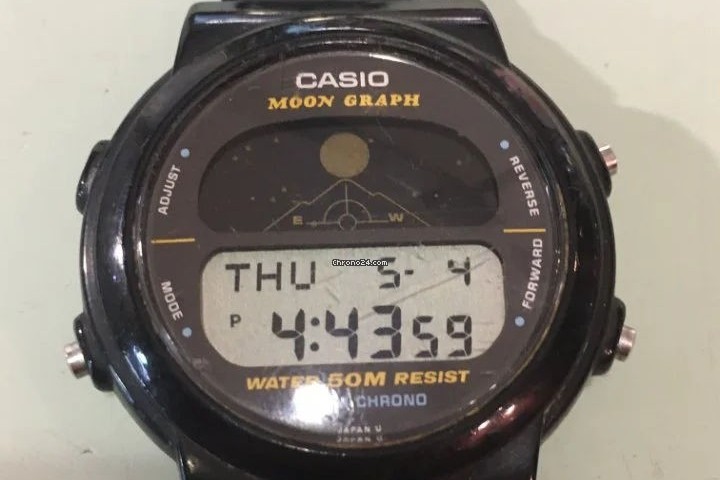 CASIO
MOON GRAPH
ADJUST
REVERSE
E W
Chrono24.com
THU 5- 4
MODE
FORWARD
P 4:43 59
WATER 50M RESIST
CHRONO
JAPAN U
JAPAN U